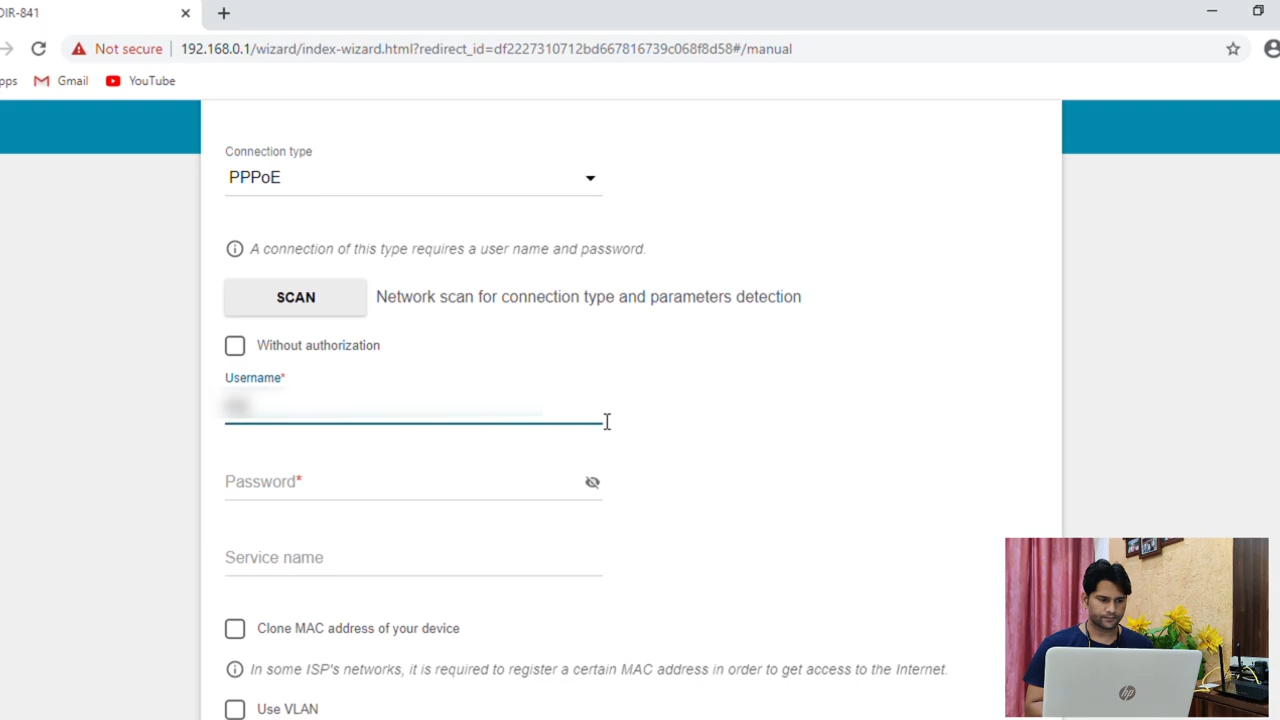 DIR-841
Not secure
192.168.0.1/wizard/index-wizard.html?redirect_id=df2227310712bd667816739c068f8d58#/manual
Gmail
YouTube
Connection type
PPPoE
A connection of this type requires a user name and password.
SCAN
Network scan for connection type and parameters detection
Without authorization
Username*
Password*
Service name
Clone MAC address of your device
In some ISP's networks, it is required to register a certain MAC address in order to get access to the Internet.
Use VLAN
hp